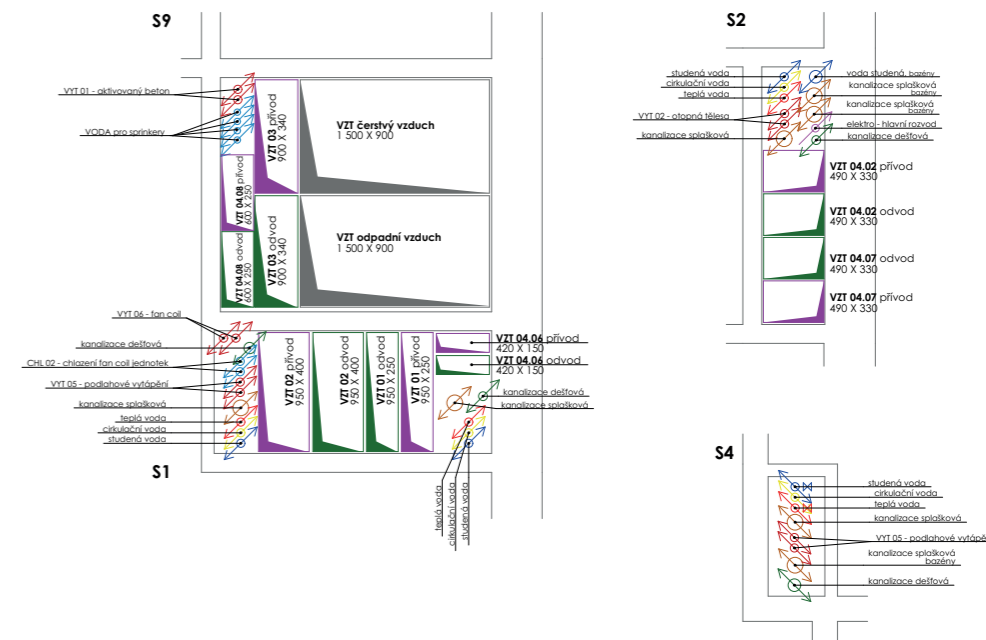 S9
VYT 01 - aktivovaný beton
VODA pro sprinkery
VZT 03 přívod
900 X 340
VZT čerstvý vzduch
1 500 X 900
VZT 04.08 přívod
600 X 250
VZT 04.08 odvod
600 X 250
VZT 03 odvod
900 X 340
VZT odpadní vzduch
1 500 X 900
VYT 06 - fan coil
kanalizace dešťová
CHL 02 - chlazení fan coil jednotek
VYT 05 - podlahové vytápění
kanalizace splašková
teplá voda
cirkulační voda
studená voda
S1
VZT 02 přívod
950 X 400
VZT 02 odvod
950 X 400
VZT 01 odvod
950 X 250
VZT 01 přívod
950 X 250
VZT 04.06 přívod
420 X 150
VZT 04.06 odvod
420 X 150
kanalizace dešťová
kanalizace splašková
teplá voda
cirkulační voda
studená voda
S2
studená voda
cirkulační voda
teplá voda
VYT 02 - otopná tělesa
kanalizace splašková
voda studená, bazény
kanalizace splašková
bazény
kanalizace splašková
bazény
elektro - hlavní rozvod
kanalizace dešťová
VZT 04.02 přívod
490 X 330
VZT 04.02 odvod
490 X 330
VZT 04.07 odvod
490 X 330
VZT 04.07 přívod
490 X 330
S4
studená voda
cirkulační voda
teplá voda
kanalizace splašková
VYT 05 - podlahové vytápě
kanalizace splašková
bazény
kanalizace dešťová